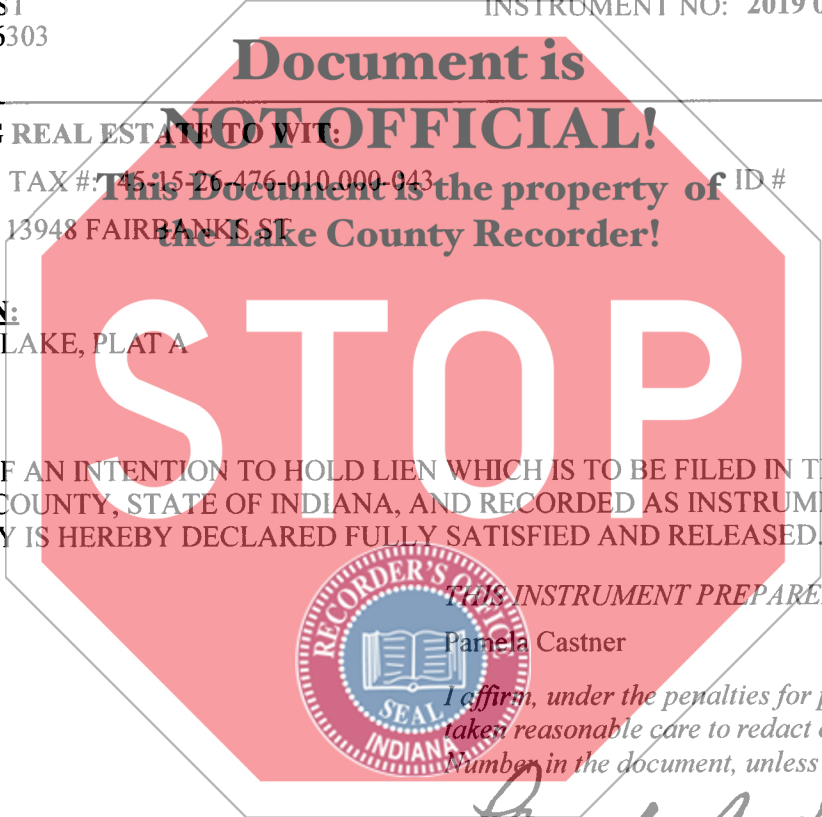 INSTRUMENT NO: 2019 0
6303
Document is
NOT OFFICIAL!
This Document is the property of
the Lake County Recorder!
REAL ESTATE TO WIT:
TAX #: 45-15-26-476-010.000-043 ID #
13948 FAIRBANKS ST
N:
LAKE, PLAT A
STOP
F AN INTENTION TO HOLD LIEN WHICH IS TO BE FILED IN T
COUNTY, STATE OF INDIANA, AND RECORDED AS INSTRUM
Y IS HEREBY DECLARED FULLY SATISFIED AND RELEASED.
RECORDER'S OFFICE
SEAL
INDIANA
THIS INSTRUMENT PREPARE
Pamela Castner
I affirm, under the penalties for p
taken reasonable care to redact
Number in the document, unless